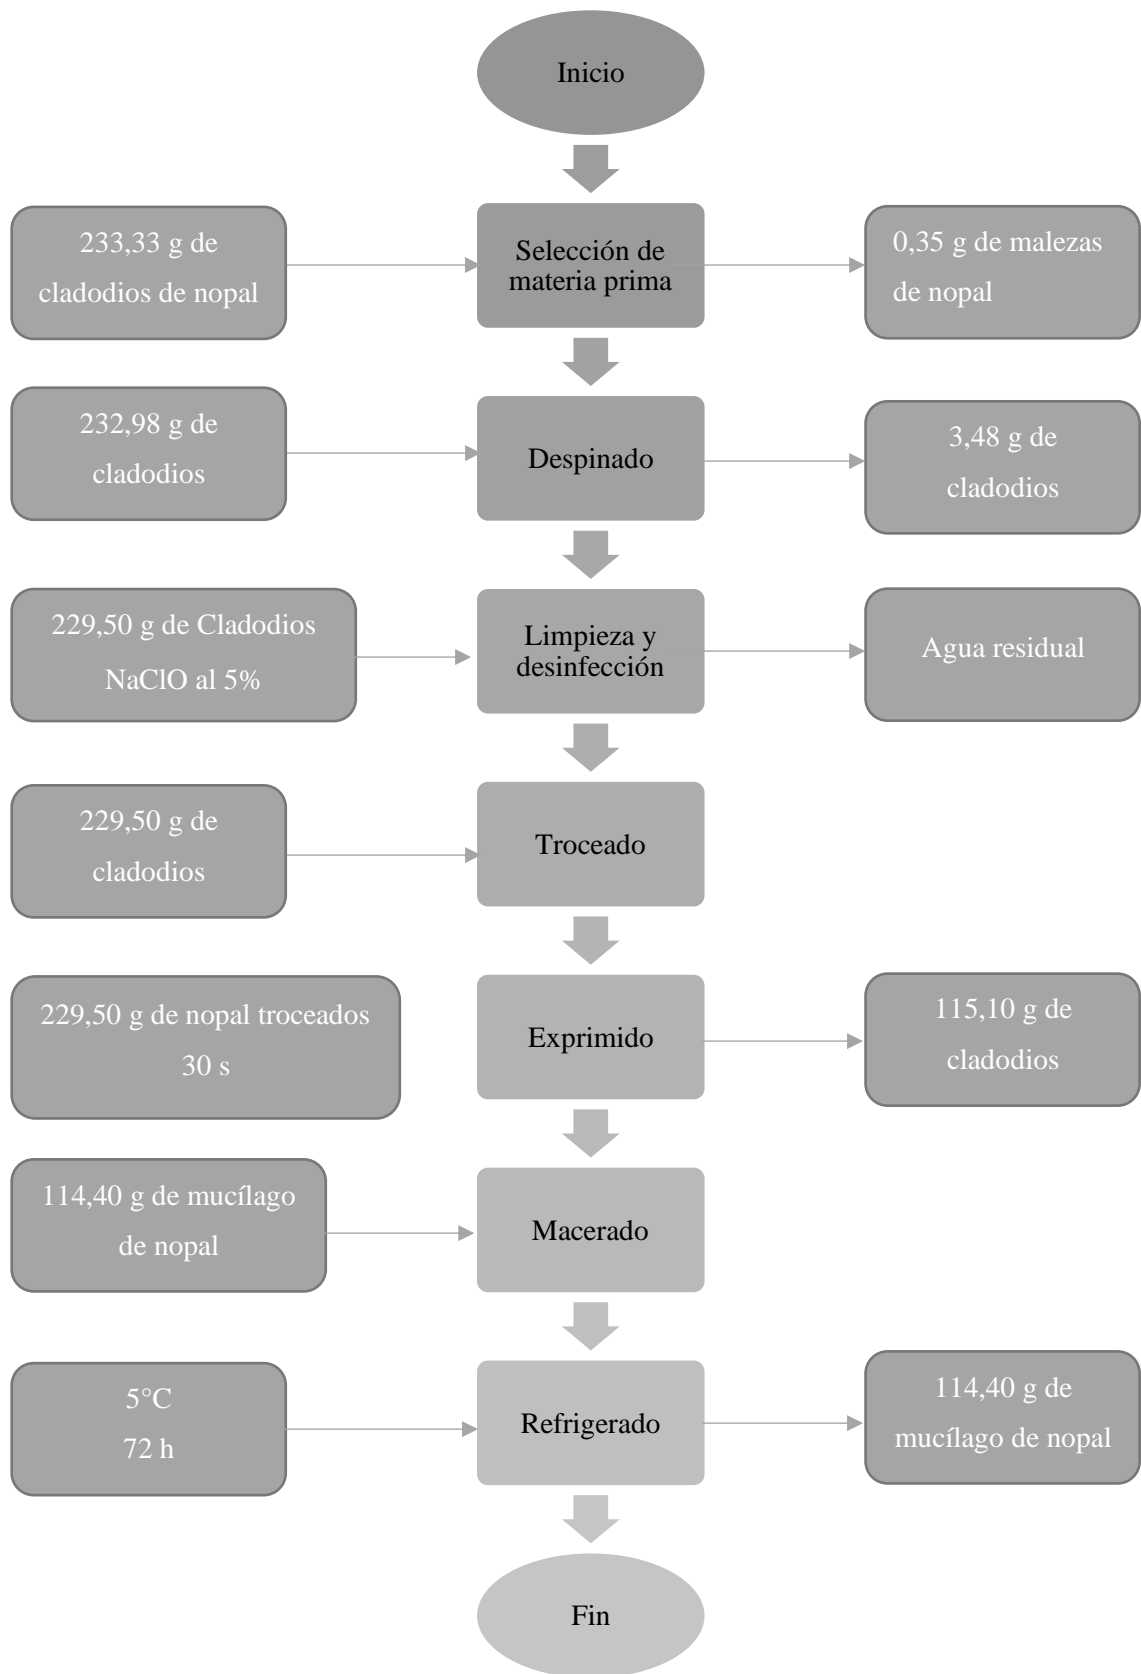 Inicio
233,33 g de
cladodios de nopal
Selección de
materia prima
0,35 g de malezas
de nopal
232,98 g de
cladodios
Despinado
3,48 g de
cladodios
229,50 g de Cladodios
NaClO al 5%
Limpieza y
desinfección
Agua residual
229,50 g de
cladodios
Troceado
229,50 g de nopal troceados
30 s
Exprimido
115,10 g de
cladodios
114,40 g de mucílago
de nopal
Macerado
5°C
72 h
Refrigerado
114,40 g de
mucílago de nopal
Fin